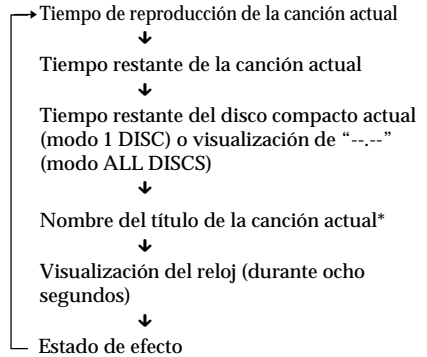 Tiempo de reproducción de la canción actual
Tiempo restante de la canción actual
Tiempo restante del disco compacto actual
(modo 1 DISC) o visualización de “--.--”
(modo ALL DISCS)
Nombre del título de la canción actual*
Visualización del reloj (durante ocho
segundos)
Estado de efecto